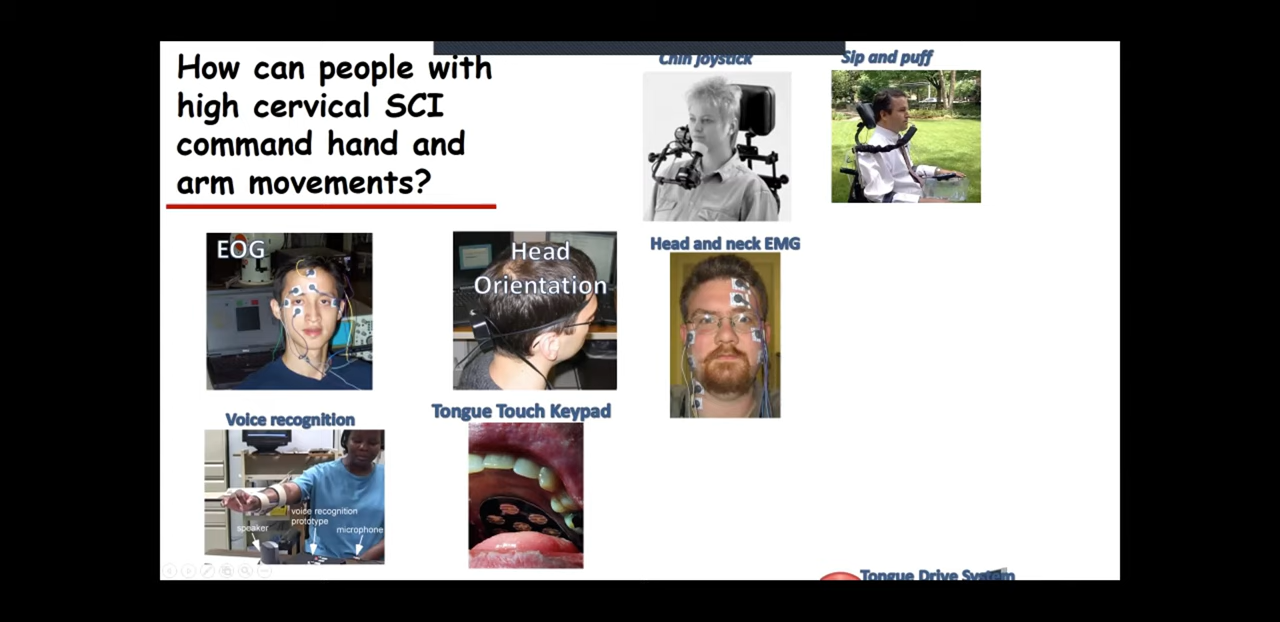 How can people with
high cervical SCI
command hand and
arm movements?
Chin joystick
Sip and puff
EOG
Head
Orientation
Head and neck EMG
Voice recognition
voice recognition
prototype
speaker
microphone
Tongue Touch Keypad
Tongue Drive System